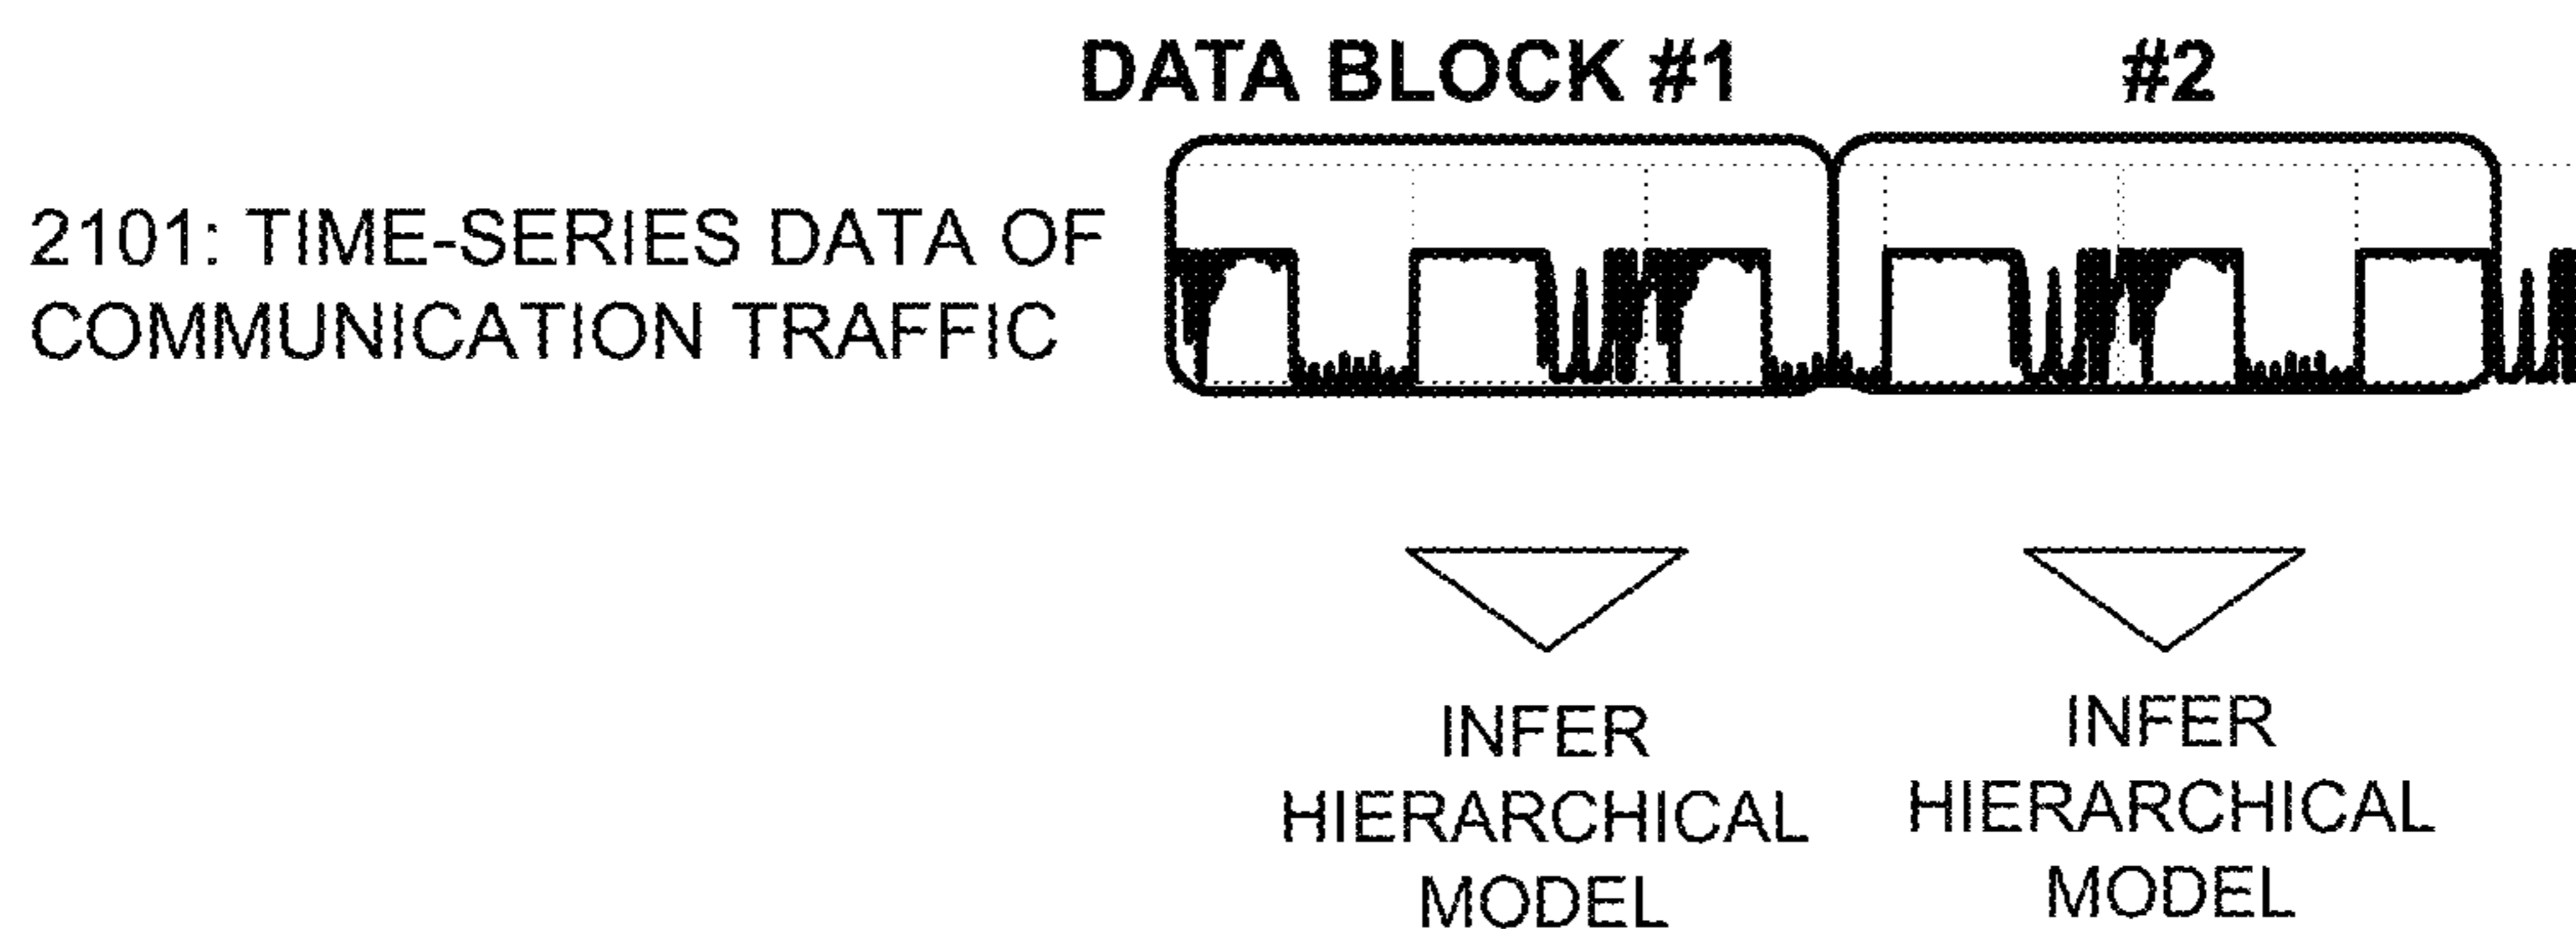 DATA BLOCK #1
#2
2101: TIME-SERIES DATA OF
COMMUNICATION TRAFFIC
INFER
HIERARCHICAL
MODEL
INFER
HIERARCHICAL
MODEL